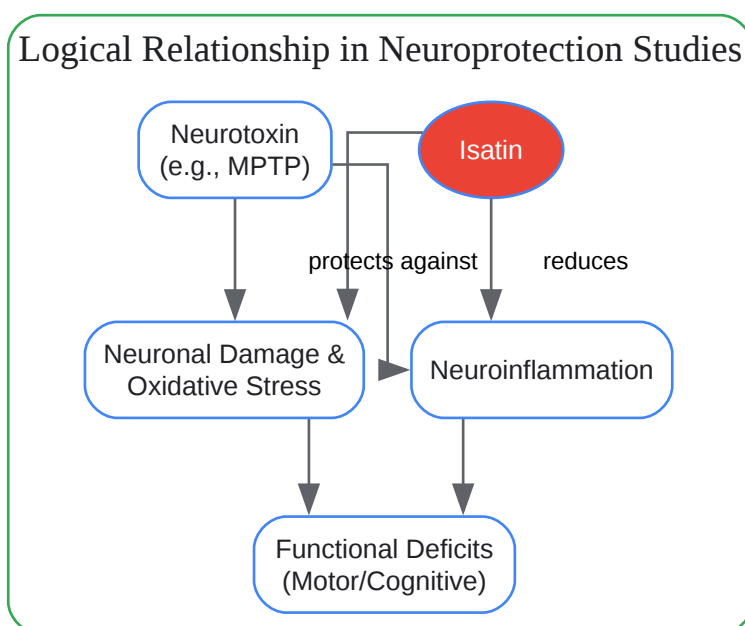 Logical Relationship in Neuroprotection Studies
Neurotoxin
(e.g., MPTP)
Isatin
protects against
reduces
Neuronal Damage &
Oxidative Stress
Neuroinflammation
Functional Deficits
(Motor/Cognitive)